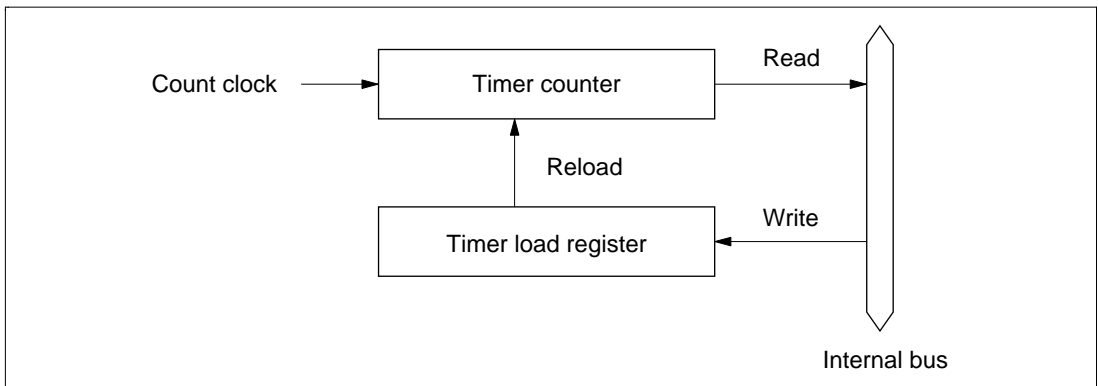 Read
Count clock
Timer counter
Reload
Write
Timer load register
Internal bus